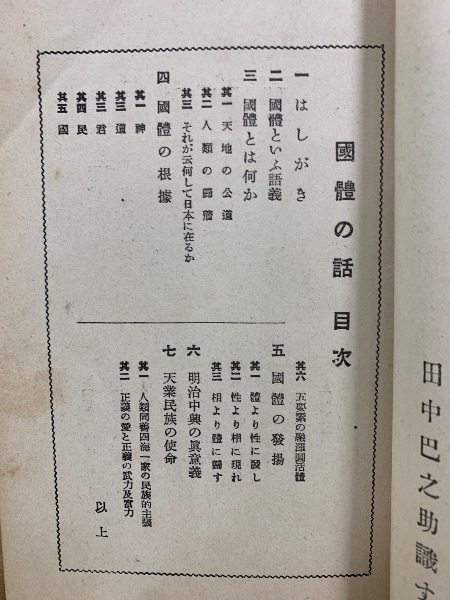 田中巴之助識す
國體の話 目次
一 はしがき
二 國體といふ語義
三 國體とは何か
其一 天地の公道
其二 人類の歸著
其三 それが云何して日本に在るか
四 國體の根據
其一 神
其三 道
其三 君
其四 民
其五 國
其六 五要素の融運圓活體
五 國體の發揚
其一 體より性に發し
其二 性より相に現れ
其三 相より體に歸す
六 明治中興の眞意義
七 天業民族の使命
其一 人類同善四海一家の民族的主張
其二 正義の愛と正義の武力及富力
以上